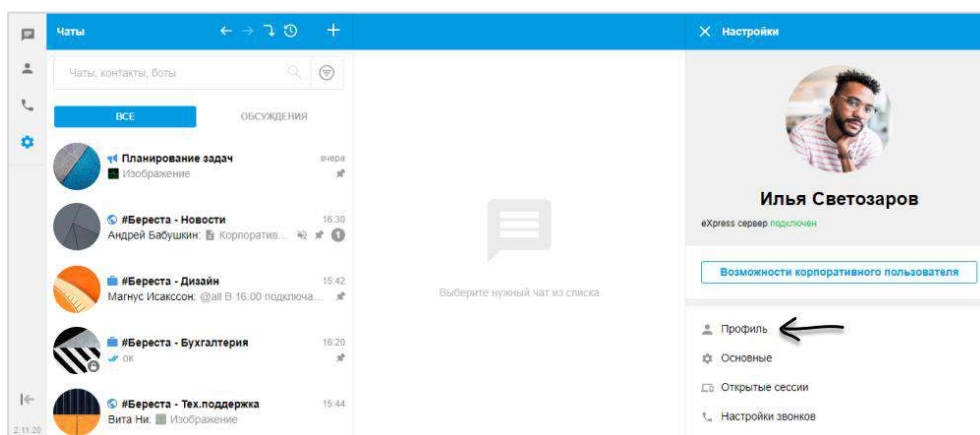 Чаты
Настройки
Чаты, контакты, боты
ВСЕ
ОБСУЖДЕНИЯ
Планирование задач
вчера
Изображение
#Береста - Новости
16:30
Андрей Бабушкин: Корпоратив...
1
#Береста - Дизайн
15:42
Магнус Исакссон: @all В 16.00 подключа...
#Береста - Бухгалтерия
16:20
ок
#Береста - Тех.поддержка
15:44
Вита Ни: Изображение
2.11.20
Выберите нужный чат из списка
Илья Светозаров
eXpress сервер подключен
Возможности корпоративного пользователя
Профиль
Основные
Открытые сессии
Настройки звонков